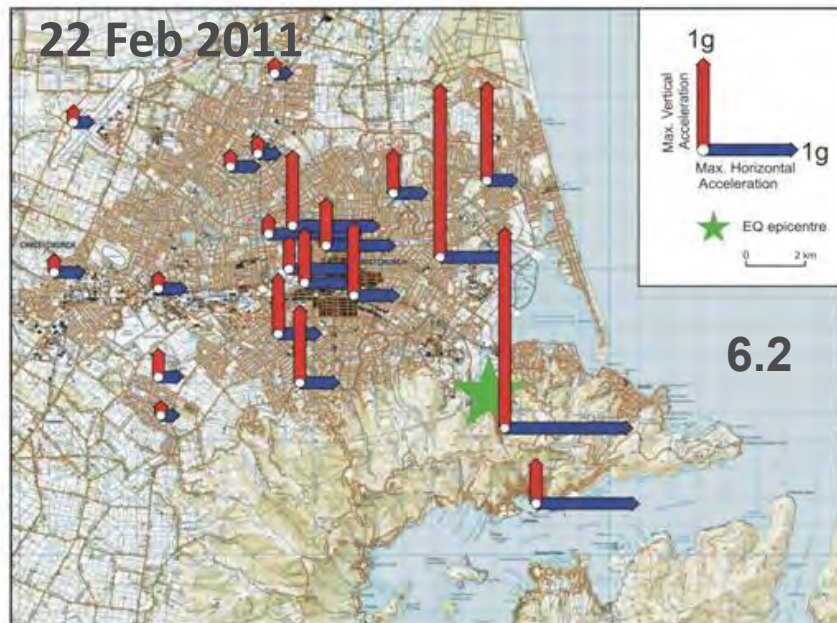 22 Feb 2011
1g
Max. Vertical
Acceleration
1g
Max. Horizontal
Acceleration
EQ epicentre
0 2 km
6.2